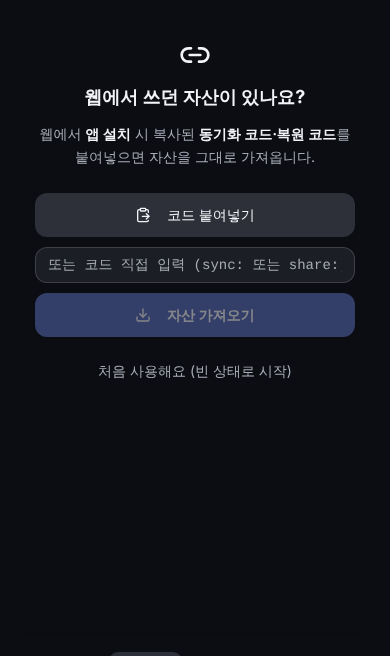 웹에서 쓰던 자산이 있나요?
웹에서 앱 설치 시 복사된 동기화 코드·복원 코드를
붙여넣으면 자산을 그대로 가져옵니다.
코드 붙여넣기
또는 코드 직접 입력 (sync: 또는 share:
자산 가져오기
처음 사용해요 (빈 상태로 시작)